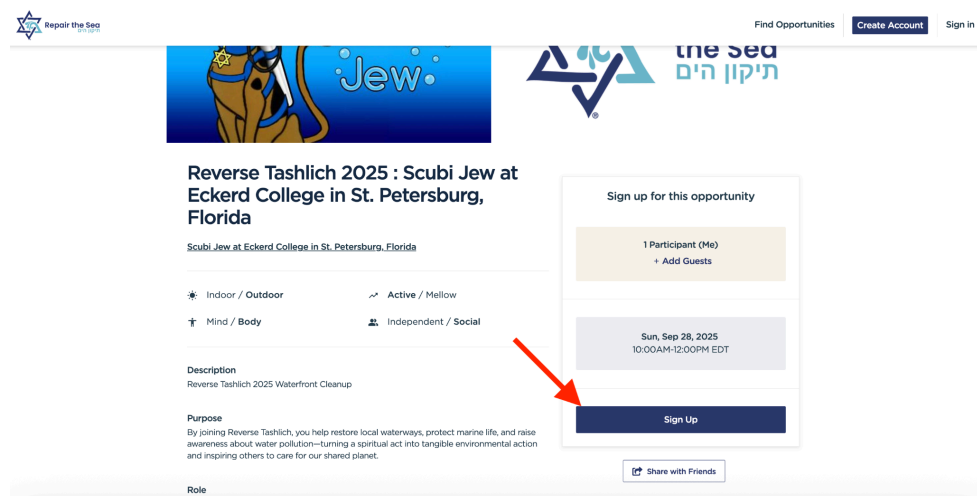 Repair the Sea
תיקון הים
Find Opportunities
Create Account
Sign in
Jew
the Sea
תיקון הים
®
Reverse Tashlich 2025 : Scubi Jew at
Eckerd College in St. Petersburg,
Florida
Scubi Jew at Eckerd College in St. Petersburg, Florida
Indoor / Outdoor
Active / Mellow
Mind / Body
Independent / Social
Description
Reverse Tashlich 2025 Waterfront Cleanup
Purpose
By joining Reverse Tashlich, you help restore local waterways, protect marine life, and raise
awareness about water pollution—turning a spiritual act into tangible environmental action
and inspiring others to care for our shared planet.
Role
Sign up for this opportunity
1 Participant (Me)
+ Add Guests
Sun, Sep 28, 2025
10:00AM-12:00PM EDT
Sign Up
Share with Friends